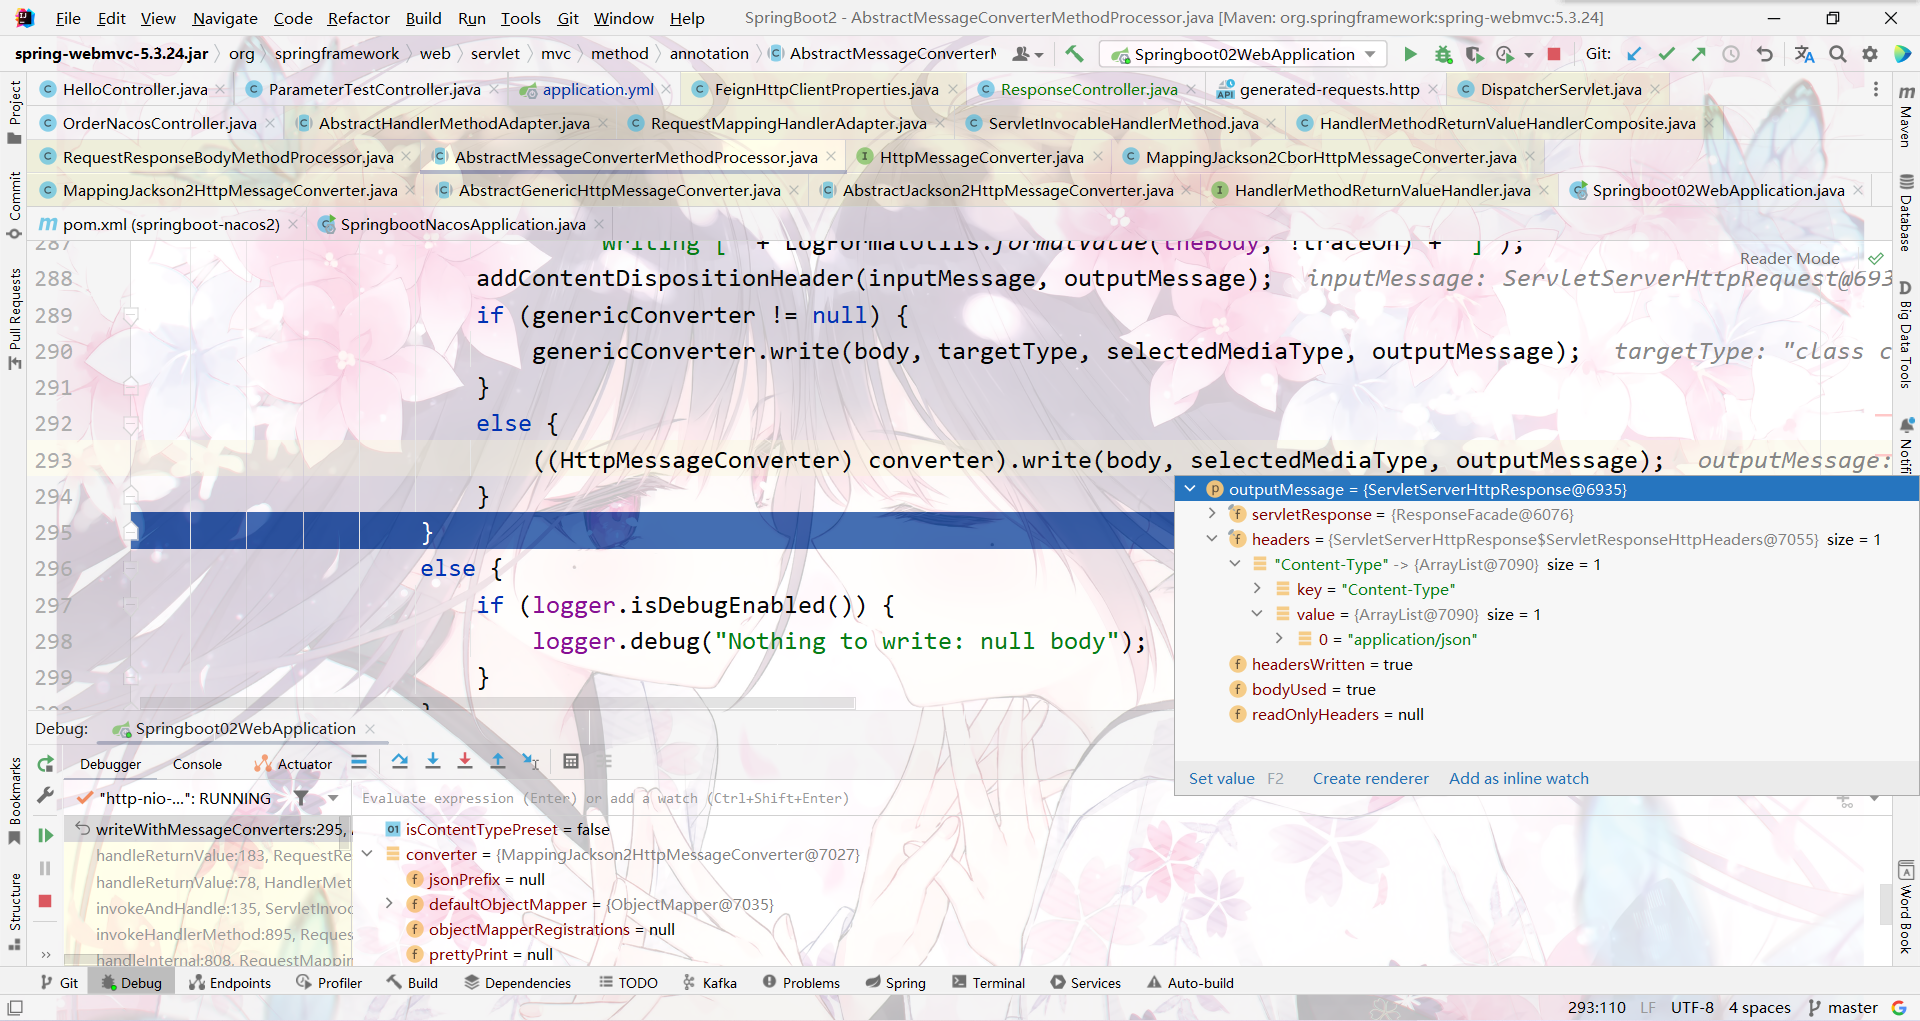 File Edit View Navigate Code Refactor Build Run Tools Git Window Help SpringBoot2 - AbstractMessageConverterMethodProcessor.java [Maven: org.springframework:spring-webmvc:5.3.24]
spring-webmvc-5.3.24.jar org springframework web servlet mvc method annotation AbstractMessageConverterM Springboot02WebApplication Git:
HelloController.java ParameterTestController.java application.yml FeignHttpClientProperties.java ResponseController.java generated-requests.http DispatcherServlet.java
OrderNacosController.java AbstractHandlerMethodAdapter.java RequestMappingHandlerAdapter.java ServletInvocableHandlerMethod.java HandlerMethodReturnValueHandlerComposite.java
RequestResponseBodyMethodProcessor.java AbstractMessageConverterMethodProcessor.java HttpMessageConverter.java MappingJackson2CborHttpMessageConverter.java
MappingJackson2HttpMessageConverter.java AbstractGenericHttpMessageConverter.java AbstractJackson2HttpMessageConverter.java HandlerMethodReturnValueHandler.java Springboot02WebApplication.java
pom.xml (springboot-nacos2) SpringbootNacosApplication.java
287 "Writing [" + LogFormatUtils.formatValue(theBody, !traceOn) + "]");
Reader Mode
288 addContentDispositionHeader(inputMessage, outputMessage); inputMessage: ServletServerHttpRequest@693
289 if (genericConverter != null) {
290 genericConverter.write(body, targetType, selectedMediaType, outputMessage); targetType: "class c
291 }
292 else {
293 ((HttpMessageConverter) converter).write(body, selectedMediaType, outputMessage); outputMessage:
294 }
295 }
296 else {
297 if (logger.isDebugEnabled()) {
298 logger.debug("Nothing to write: null body");
299 }
outputMessage = {ServletServerHttpResponse@6935}
servletResponse = {ResponseFacade@6076}
headers = {ServletServerHttpResponse$ServletResponseHttpHeaders@7055} size = 1
"Content-Type" -> {ArrayList@7090} size = 1
key = "Content-Type"
value = {ArrayList@7090} size = 1
0 = "application/json"
headersWritten = true
bodyUsed = true
readOnlyHeaders = null
Set value F2 Create renderer Add as inline watch
Debug: Springboot02WebApplication
Debugger Console Actuator
"http-nio-...": RUNNING
Evaluate expression (Enter) or add a watch (Ctrl+Shift+Enter)
writeWithMessageConverters:295,
handleReturnValue:183, RequestRe
handleReturnValue:78, HandlerMet
invokeAndHandle:135, ServletInvoc
invokeHandlerMethod:895, Reques
handleInternal:808, RequestMappin
isContentTypePreset = false
converter = {MappingJackson2HttpMessageConverter@7027}
jsonPrefix = null
defaultObjectMapper = {ObjectMapper@7035}
objectMapperRegistrations = null
prettyPrint = null
Project
Commit
Pull Requests
Bookmarks
Structure
Maven
Database
Big Data Tools
Notifi
Word Book
Git Debug Endpoints Profiler Build Dependencies TODO Kafka Problems Spring Terminal Services Auto-build
293:110 LF UTF-8 4 spaces master